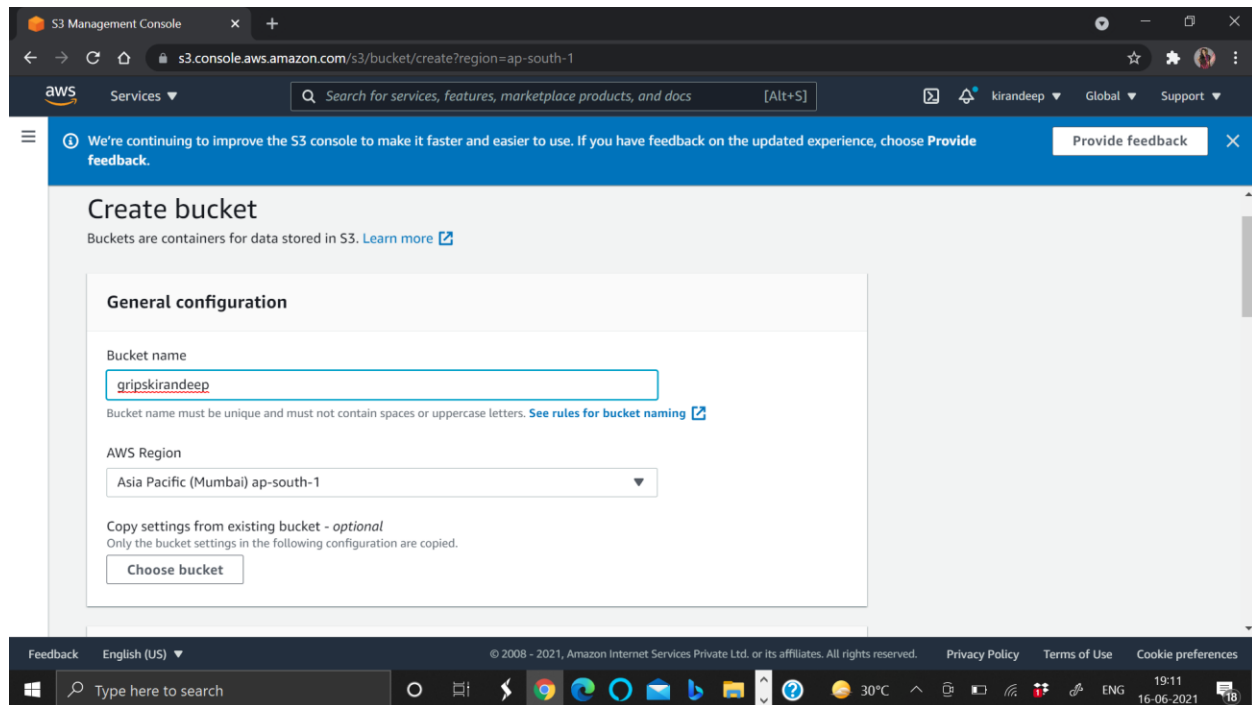 S3 Management Console
s3.console.aws.amazon.com/s3/bucket/create?region=ap-south-1
aws
Services
Search for services, features, marketplace products, and docs
[Alt+S]
kirandeep
Global
Support
We're continuing to improve the S3 console to make it faster and easier to use. If you have feedback on the updated experience, choose Provide
feedback.
Provide feedback
Create bucket
Buckets are containers for data stored in S3. Learn more
General configuration
Bucket name
gripskirandeep
Bucket name must be unique and must not contain spaces or uppercase letters. See rules for bucket naming
AWS Region
Asia Pacific (Mumbai) ap-south-1
Copy settings from existing bucket - optional
Only the bucket settings in the following configuration are copied.
Choose bucket
Feedback
English (US)
© 2008 - 2021, Amazon Internet Services Private Ltd. or its affiliates. All rights reserved.
Privacy Policy
Terms of Use
Cookie preferences
Type here to search
30°C
ENG
19:11
16-06-2021
18